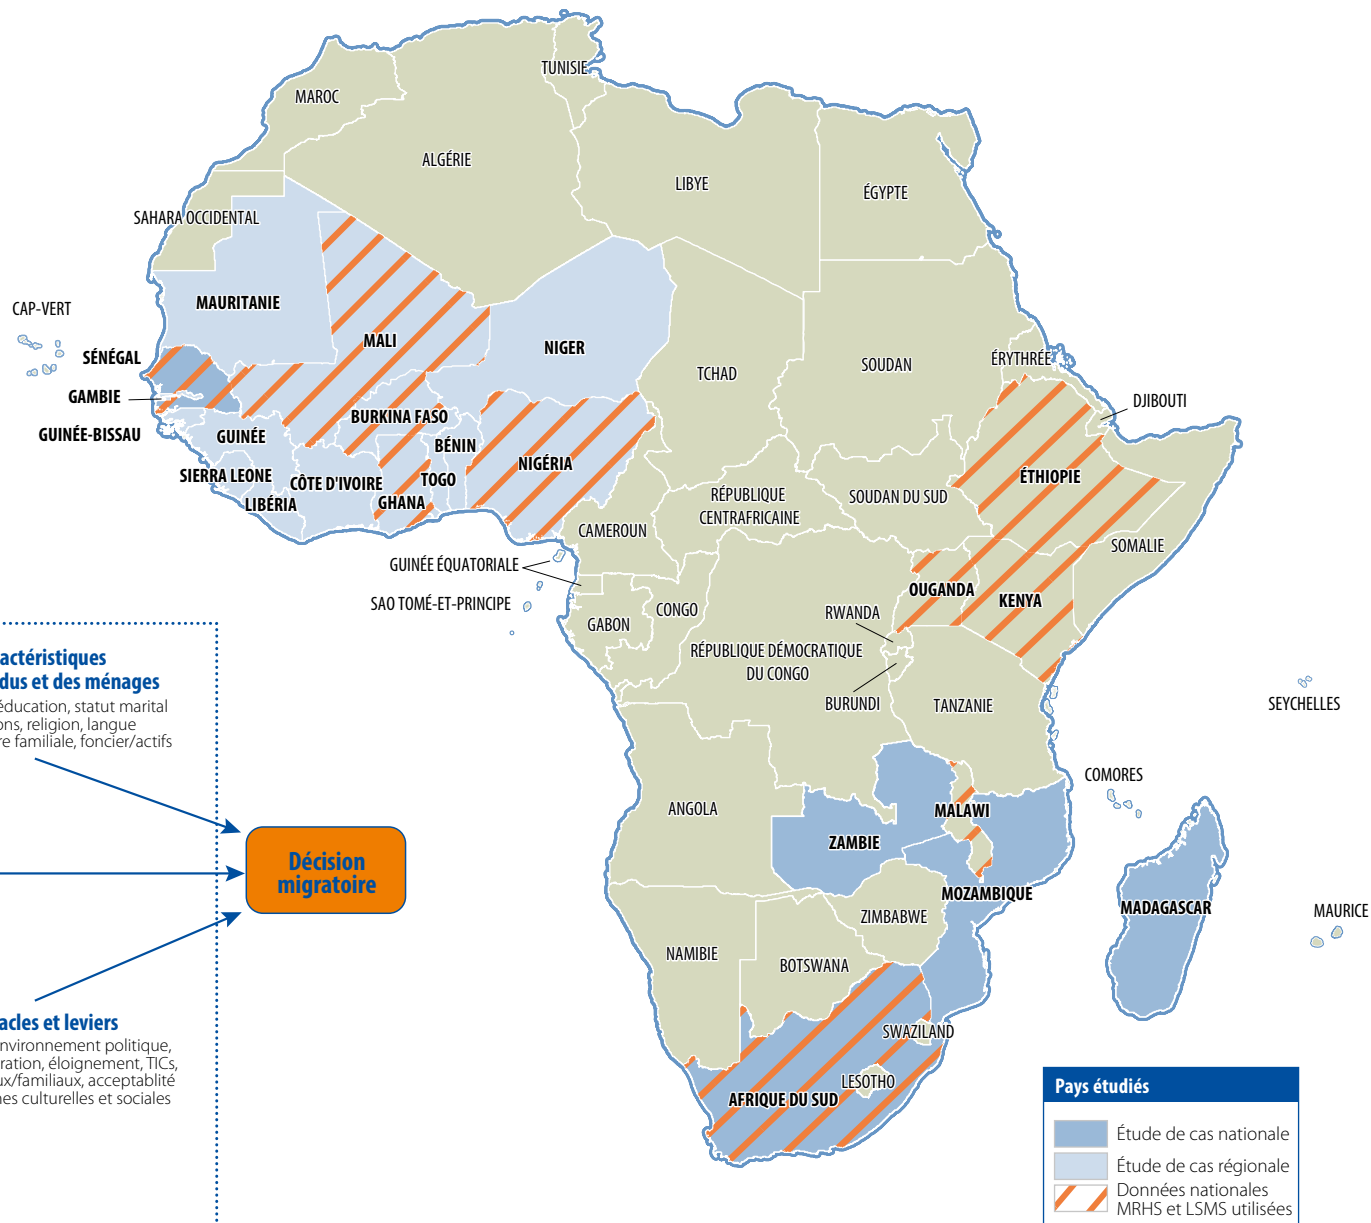 TUNISIE
MAROC
ALGÉRIE
LIBYE
ÉGYPTE
SAHARA OCCIDENTAL
CAP-VERT
MAURITANIE
MALI
NIGER
TCHAD
SOUDAN
ÉRYTHRÉE
DJIBOUTI
SÉNÉGAL
GAMBIE
GUINÉE-BISSAU
GUINÉE
BURKINA FASO
BÉNIN
NIGÉRIA
SIERRA LEONE
CÔTE D'IVOIRE
TOGO
LIBÉRIA
GHANA
ÉTHIOPIE
SOUDAN DU SUD
RÉPUBLIQUE
CENTRAFRICAINE
CAMEROUN
SOMALIE
GUINÉE ÉQUATORIALE
SAO TOMÉ-ET-PRINCIPE
GABON
CONGO
OUGANDA
KENYA
RWANDA
RÉPUBLIQUE DÉMOCRATIQUE
DU CONGO
BURUNDI
TANZANIE
SEYCHELLES
COMORES
ANGOLA
MALAWI
ZAMBIE
MOZAMBIQUE
MADAGASCAR
MAURICE
ZIMBABWE
NAMIBIE
BOTSWANA
SWAZILAND
LESOTHO
AFRIQUE DU SUD
actéristiques
dus et des ménages
éducation, statut marital
ons, religion, langue
re familiale, foncier/actifs
Décision
migratoire
acles et leviers
nvironnement politique,
ration, éloignement, TICs,
ux/familiaux, acceptablité
nes culturelles et sociales
Pays étudiés
Étude de cas nationale
Étude de cas régionale
Données nationales
MRHS et LSMS utilisées